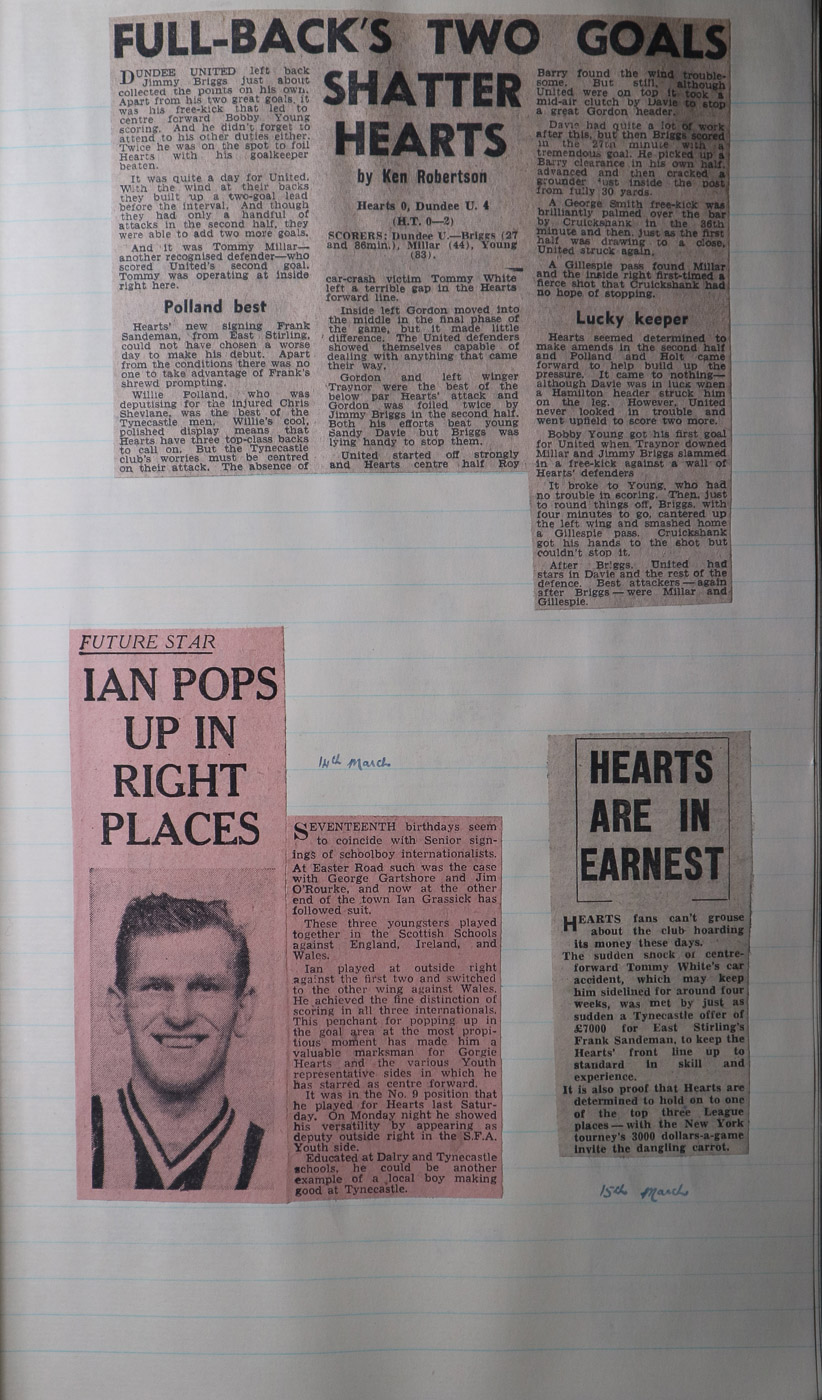 FULL-BACK'S TWO GOALS
SHATTER
HEARTS
by Ken Robertson
Hearts 0, Dundee U. 4
(H.T. 0—2)
SCORERS: Dundee U.—Briggs (27
and 86min.), Millar (44), Young
(83).
DUNDEE UNITED left back
Jimmy Briggs just about
collected the points on his own.
Apart from his two great goals, it
was his free-kick that led to
centre forward Bobby Young
scoring. And he didn't forget to
attend to his other duties either.
Twice he was on the spot to foil
Hearts with his goalkeeper
beaten.
It was quite a day for United.
With the wind at their backs
they built up a two-goal lead
before the interval. And though
they had only a handful of
attacks in the second half, they
were able to add two more goals.
And it was Tommy Millar—
another recognised defender—who
scored United's second goal.
Tommy was operating at inside
right here.
Polland best
Hearts' new signing Frank
Sandeman, from East Stirling,
could not have chosen a worse
day to make his debut. Apart
from the conditions there was no
one to take advantage of Frank's
shrewd prompting.
Willie Polland, who was
deputising for the injured Chris
Shevlane, was the best of the
Tynecastle men. Willie's cool,
polished display means that
Hearts have three top-class backs
to call on. But the Tynecastle
club's worries must be centred
on their attack. The absence of
car-crash victim Tommy White
left a terrible gap in the Hearts
forward line.
Inside left Gordon moved into
the middle in the final phase of
the game, but it made little
difference. The United defenders
showed themselves capable of
dealing with anything that came
their way.
Gordon and left winger
Traynor were the best of the
below par Hearts' attack and
Gordon was foiled twice by
Jimmy Briggs in the second half.
Both his efforts beat young
Sandy Davie but Briggs was
lying handy to stop them.
United started off strongly
and Hearts centre half Roy
Barry found the wind trouble-
some. But still, although
United were on top it took a
mid-air clutch by Davie to stop
a great Gordon header.
Davie had quite a lot of work
after this, but then Briggs scored
in the 27th minute with a
tremendous goal. He picked up a
Barry clearance in his own half,
advanced and then cracked a
grounder just inside the post
from fully 30 yards.
A George Smith free-kick was
brilliantly palmed over the bar
by Cruickshank in the 36th
minute and then, just as the first
half was drawing to a close,
United struck again.
A Gillespie pass found Millar
and the inside right first-timed a
fierce shot that Cruickshank had
no hope of stopping.
Lucky keeper
Hearts seemed determined to
make amends in the second half
and Polland and Holt came
forward to help build up the
pressure. It came to nothing—
although Davie was in luck when
a Hamilton header struck him
on the leg. However, United
never looked in trouble and
went upfield to score two more.
Bobby Young got his first goal
for United when Traynor downed
Millar and Jimmy Briggs slammed
in a free-kick against a wall of
Hearts' defenders
It broke to Young, who had
no trouble in scoring. Then, just
to round things off, Briggs, with
four minutes to go, cantered up
the left wing and smashed home
a Gillespie pass. Cruickshank
got his hands to the shot but
couldn't stop it.
After Briggs, United had
stars in Davie and the rest of the
defence. Best attackers—again
after Briggs—were Millar and
Gillespie.
FUTURE STAR
IAN POPS
UP IN
RIGHT
PLACES
14th March
SEVENTEENTH birthdays seem
to coincide with Senior sign-
ings of schoolboy internationalists.
At Easter Road such was the case
with George Gartshore and Jim
O'Rourke, and now at the other
end of the town Ian Grassick has
followed suit.
These three youngsters played
together in the Scottish Schools
against England, Ireland, and
Wales.
Ian played at outside right
against the first two and switched
to the other wing against Wales.
He achieved the fine distinction of
scoring in all three internationals.
This penchant for popping up in
the goal area at the most propi-
tious moment has made him a
valuable marksman for Gorgie
Hearts and the various Youth
representative sides in which he
has starred as centre forward.
It was in the No. 9 position that
he played for Hearts last Satur-
day. On Monday night he showed
his versatility by appearing as
deputy outside right in the S.F.A.
Youth side.
Educated at Dalry and Tynecastle
schools, he could be another
example of a local boy making
good at Tynecastle.
HEARTS
ARE IN
EARNEST
HEARTS fans can't grouse
about the club hoarding
its money these days.
The sudden shock of centre-
forward Tommy White's car
accident, which may keep
him sidelined for around four
weeks, was met by just as
sudden a Tynecastle offer of
£7000 for East Stirling's
Frank Sandeman, to keep the
Hearts' front line up to
standard in skill and
experience.
It is also proof that Hearts are
determined to hold on to one
of the top three League
places—with the New York
tourney's 3000 dollars-a-game
invite the dangling carrot.
15th March